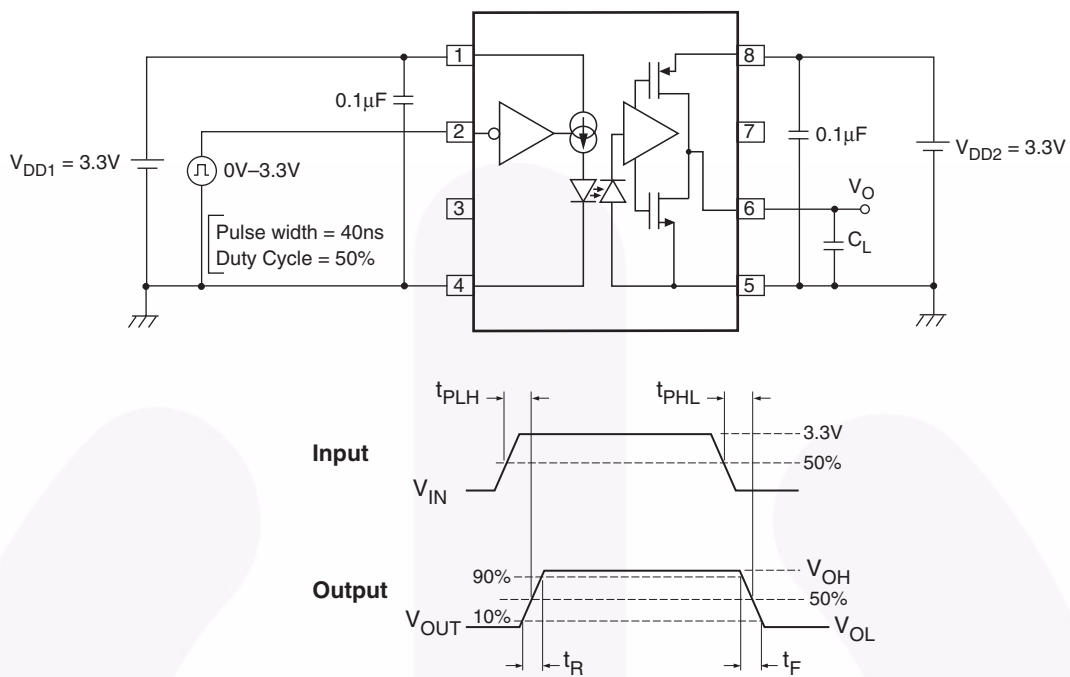 1
8
0.1μF
2
7
0.1μF
V_DD1 = 3.3V
0V–3.3V
V_DD2 = 3.3V
3
6
V_O
Pulse width = 40ns
Duty Cycle = 50%
C_L
4
5
t_PLH
t_PHL
Input
3.3V
50%
V_IN
Output
90%
V_OH
50%
V_OUT
10%
V_OL
t_R
t_F